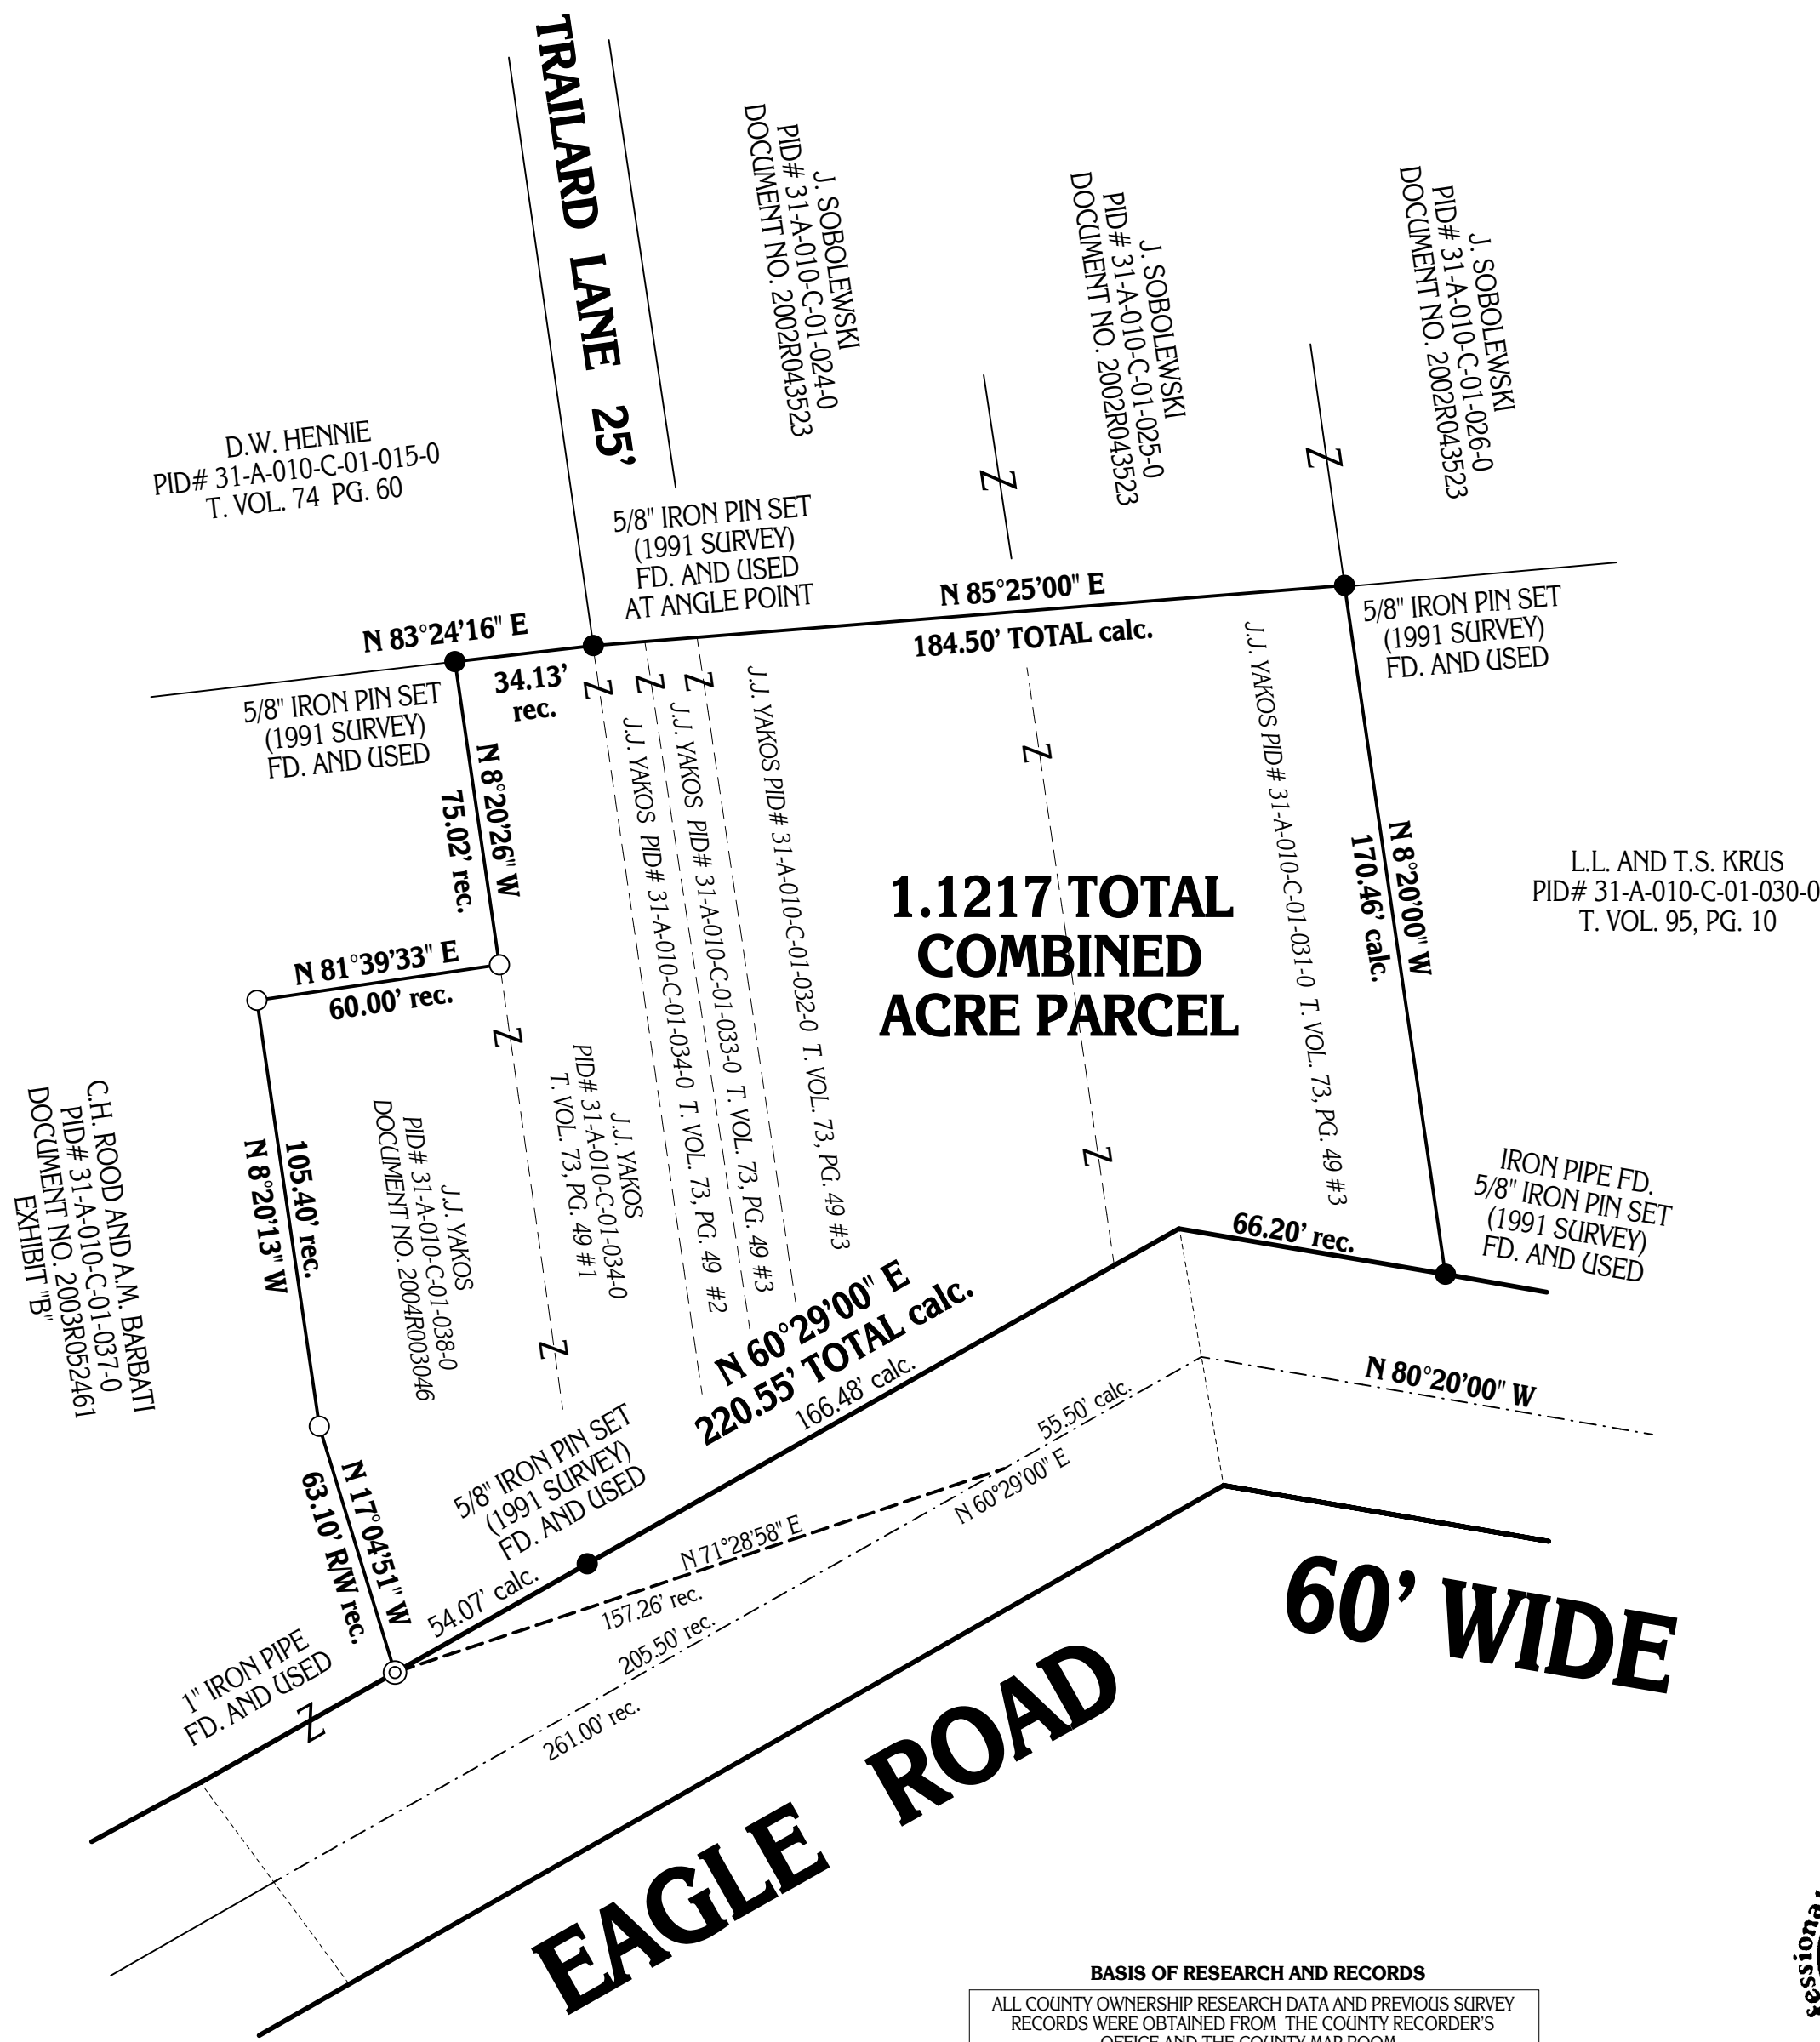 TRAILARD LANE 25'
J. SOBOLEWSKI
PID# 31-A-010-C-01-024-0
DOCUMENT NO. 2002R043523
J. SOBOLEWSKI
PID# 31-A-010-C-01-025-0
DOCUMENT NO. 2002R043523
J. SOBOLEWSKI
PID# 31-A-010-C-01-026-0
DOCUMENT NO. 2002R043523
D.W. HENNIE
PID# 31-A-010-C-01-015-0
T. VOL. 74 PG. 60
5/8" IRON PIN SET
(1991 SURVEY)
FD. AND USED
AT ANGLE POINT
N 85°25'00" E
184.50' TOTAL calc.
5/8" IRON PIN SET
(1991 SURVEY)
FD. AND USED
N 83°24'16" E
34.13'
rec.
5/8" IRON PIN SET
(1991 SURVEY)
FD. AND USED
N 8°20'26" W
75.02' rec.
J.J. YAKOS PID# 31-A-010-C-01-034-0 T. VOL. 73, PG. 49 #2
J.J. YAKOS PID# 31-A-010-C-01-033-0 T. VOL. 73, PG. 49 #3
J.J. YAKOS PID# 31-A-010-C-01-032-0 T. VOL. 73, PG. 49 #3
J.J. YAKOS PID# 31-A-010-C-01-031-0 T. VOL. 73, PG. 49 #3
N 8°20'00" W
170.46' calc.
L.L. AND T.S. KRUS
PID# 31-A-010-C-01-030-0
T. VOL. 95, PG. 10
1.1217 TOTAL
COMBINED
ACRE PARCEL
N 81°39'33" E
60.00' rec.
C.H. ROOD AND A.M. BARBATI
PID# 31-A-010-C-01-037-0
DOCUMENT NO. 2003R052461
EXHIBIT "B"
105.40' rec.
N 8°20'13" W
J.J. YAKOS
PID# 31-A-010-C-01-038-0
DOCUMENT NO. 2004R003046
J.J. YAKOS
PID# 31-A-010-C-01-034-0
T. VOL. 73, PG. 49 #1
IRON PIPE FD.
5/8" IRON PIN SET
(1991 SURVEY)
FD. AND USED
66.20' rec.
N 60°29'00" E
220.55' TOTAL calc.
166.48' calc.
N 80°20'00" W
55.50' calc.
N 60°29'00" E
5/8" IRON PIN SET
(1991 SURVEY)
FD. AND USED
N 17°04'51" W
63.10' R/W rec.
54.07' calc.
N 71°28'58" E
157.26' rec.
205.50' rec.
261.00' rec.
1" IRON PIPE
FD. AND USED
60' WIDE
EAGLE ROAD
BASIS OF RESEARCH AND RECORDS
ALL COUNTY OWNERSHIP RESEARCH DATA AND PREVIOUS SURVEY
RECORDS WERE OBTAINED FROM THE COUNTY RECORDER'S
OFFICE AND THE COUNTY MAP ROOM